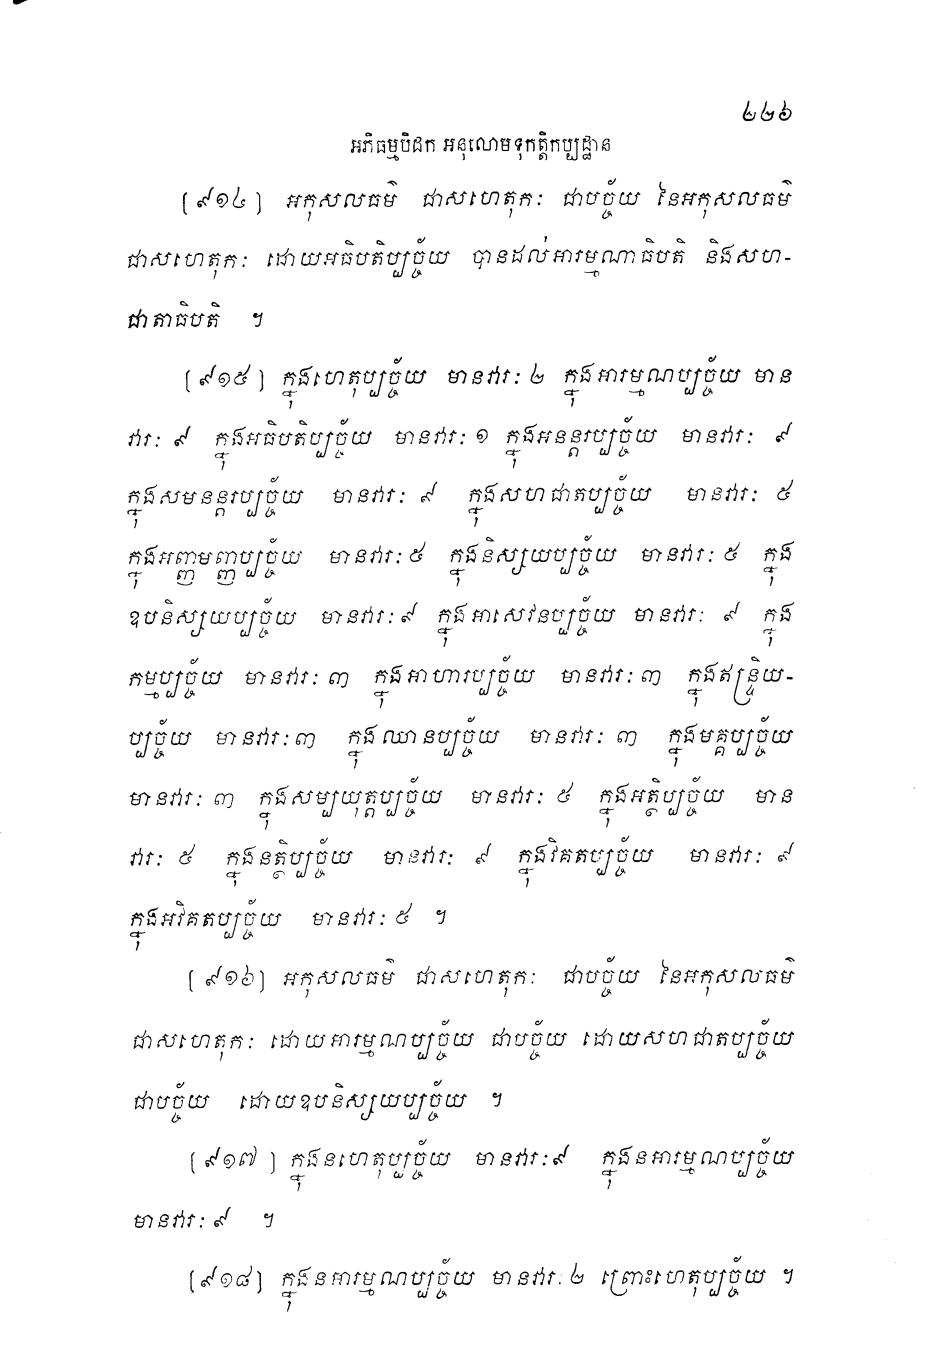 ២២៦
អភិធម្មបិដក អនុលោមទុកត្តិកប្បដ្ឋាន
[៩១៤] អកុសលធម៌ ជាសហេតុកៈ ជាបច្ច័យ នៃអកុសលធម៌
ជាសហេតុកៈ ដោយអធិបតិប្បច្ច័យ បានដល់អារម្មណាធិបតិ និងសហ-
ជាតាធិបតិ ។
[៩១៥] ក្នុងហេតុប្បច្ច័យ មានវារៈ ២ ក្នុងអារម្មណប្បច្ច័យ មាន
វារៈ ៩ ក្នុងអធិបតិប្បច្ច័យ មានវារៈ ១ ក្នុងអនន្តរប្បច្ច័យ មានវារៈ ៩
ក្នុងសមនន្តរប្បច្ច័យ មានវារៈ ៩ ក្នុងសហជាតប្បច្ច័យ មានវារៈ ៥
ក្នុងអញ្ញមញ្ញប្បច្ច័យ មានវារៈ ៥ ក្នុងនិស្សយប្បច្ច័យ មានវារៈ ៥ ក្នុង
ឧបនិស្សយប្បច្ច័យ មានវារៈ ៩ ក្នុងអាសេវនប្បច្ច័យ មានវារៈ ៩ ក្នុង
កម្មប្បច្ច័យ មានវារៈ ៣ ក្នុងអាហារប្បច្ច័យ មានវារៈ ៣ ក្នុងឥន្ទ្រិយ-
ប្បច្ច័យ មានវារៈ ៣ ក្នុងឈានប្បច្ច័យ មានវារៈ ៣ ក្នុងមគ្គប្បច្ច័យ
មានវារៈ ៣ ក្នុងសម្បយុត្តប្បច្ច័យ មានវារៈ ៥ ក្នុងអត្ថិប្បច្ច័យ មាន
វារៈ ៥ ក្នុងនត្ថិប្បច្ច័យ មានវារៈ ៩ ក្នុងវិគតប្បច្ច័យ មានវារៈ ៩
ក្នុងអវិគតប្បច្ច័យ មានវារៈ ៥ ។
[៩១៦] អកុសលធម៌ ជាសហេតុកៈ ជាបច្ច័យ នៃអកុសលធម៌
ជាសហេតុកៈ ដោយអារម្មណប្បច្ច័យ ជាបច្ច័យ ដោយសហជាតប្បច្ច័យ
ជាបច្ច័យ ដោយឧបនិស្សយប្បច្ច័យ ។
[៩១៧] ក្នុងនហេតុប្បច្ច័យ មានវារៈ ៩ ក្នុងនអារម្មណប្បច្ច័យ
មានវារៈ ៩ ។
[៩១៨] ក្នុងនអារម្មណប្បច្ច័យ មានវារៈ ២ ព្រោះហេតុប្បច្ច័យ ។